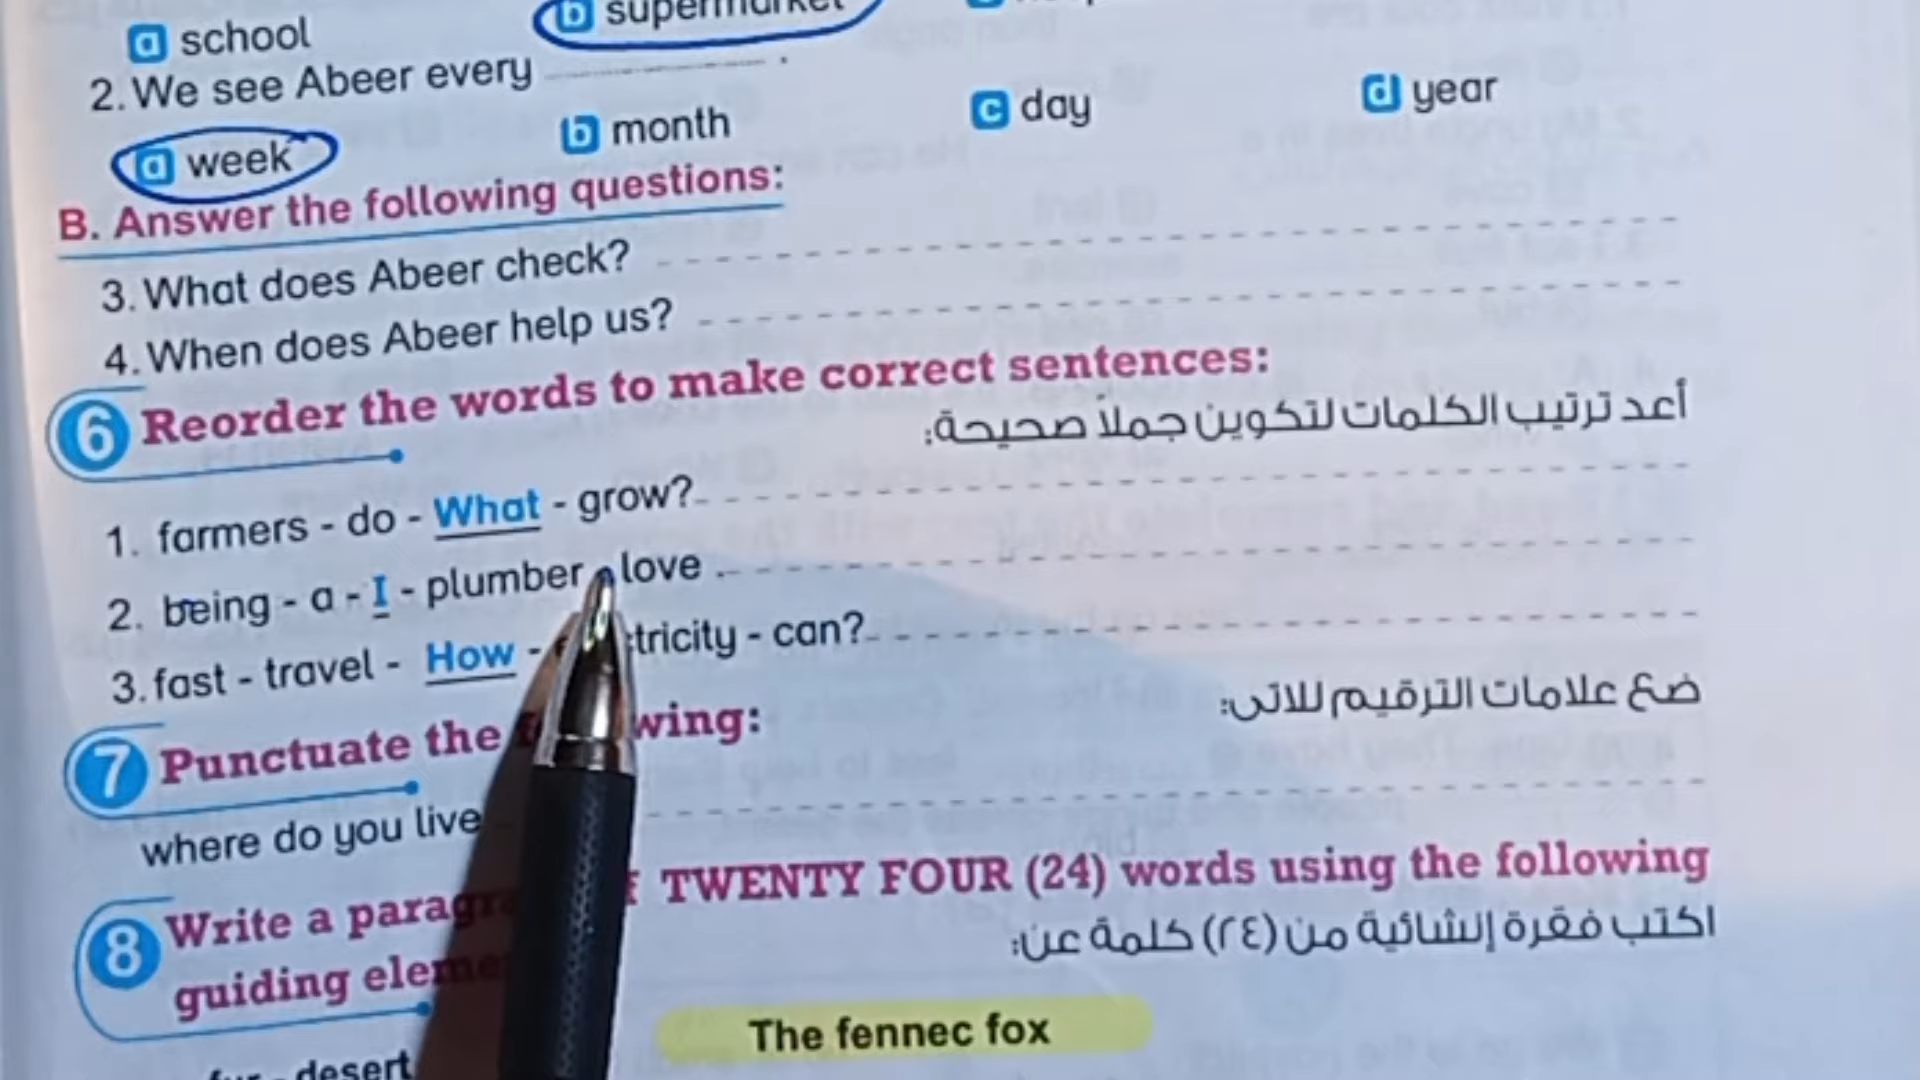 a school b supermarket
2. We see Abeer every .................... .
a week b month c day d year
B. Answer the following questions:
3. What does Abeer check?
4. When does Abeer help us?
6 Reorder the words to make correct sentences:
أعد ترتيب الكلمات لتكوين جملاً صحيحة:
1. farmers - do - What - grow?
2. being - a - I - plumber - love .
3. fast - travel - How - - can?
7 Punctuate the
ضع علامات الترقيم للاتى:
where do you live
8 Write a TWENTY FOUR (24) words using the following
guiding
اكتب فقرة إنشائية من (٢٤) كلمة عن:
The fennec fox
desert